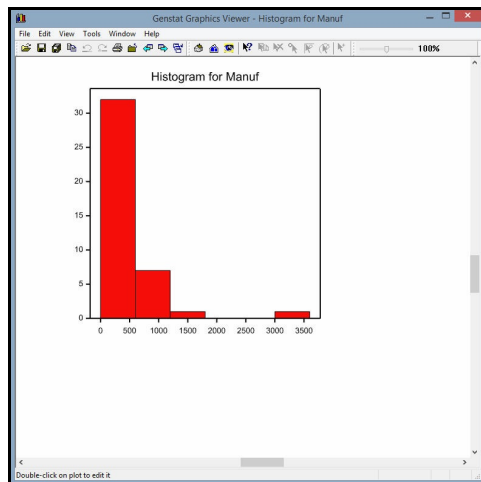 Genstat Graphics Viewer - Histogram for Manuf
File Edit View Tools Window Help
100%
Histogram for Manuf
30
25
20
15
10
5
0
0 500 1000 1500 2000 2500 3000 3500
Double-click on plot to edit it